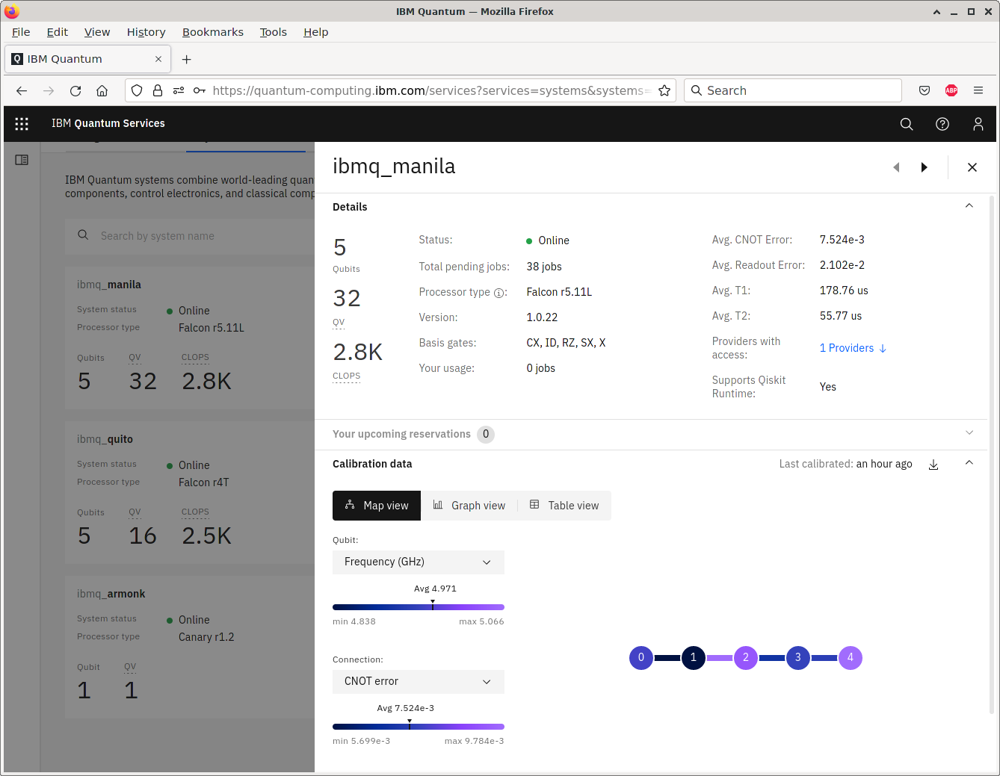 IBM Quantum — Mozilla Firefox
File Edit View History Bookmarks Tools Help
IBM Quantum
https://quantum-computing.ibm.com/services?services=systems&systems=
Search
ABP
IBM Quantum Services
IBM Quantum systems combine world-leading quan
components, control electronics, and classical comp
Search by system name
ibmq_manila
System status Online
Processor type Falcon r5.11L
Qubits QV CLOPS
5 32 2.8K
ibmq_quito
System status Online
Processor type Falcon r4T
Qubits QV CLOPS
5 16 2.5K
ibmq_armonk
System status Online
Processor type Canary r1.2
Qubit QV
1 1
ibmq_manila
Details
5
Qubits
32
QV
2.8K
CLOPS
Status: Online
Total pending jobs: 38 jobs
Processor type: Falcon r5.11L
Version: 1.0.22
Basis gates: CX, ID, RZ, SX, X
Your usage: 0 jobs
Avg. CNOT Error: 7.524e-3
Avg. Readout Error: 2.102e-2
Avg. T1: 178.76 us
Avg. T2: 55.77 us
Providers with
access: 1 Providers ↓
Supports Qiskit
Runtime: Yes
Your upcoming reservations 0
Calibration data
Last calibrated: an hour ago
Map view Graph view Table view
Qubit:
Frequency (GHz)
Avg 4.971
min 4.838 max 5.066
Connection:
CNOT error
Avg 7.524e-3
min 5.699e-3 max 9.784e-3
0 1 2 3 4